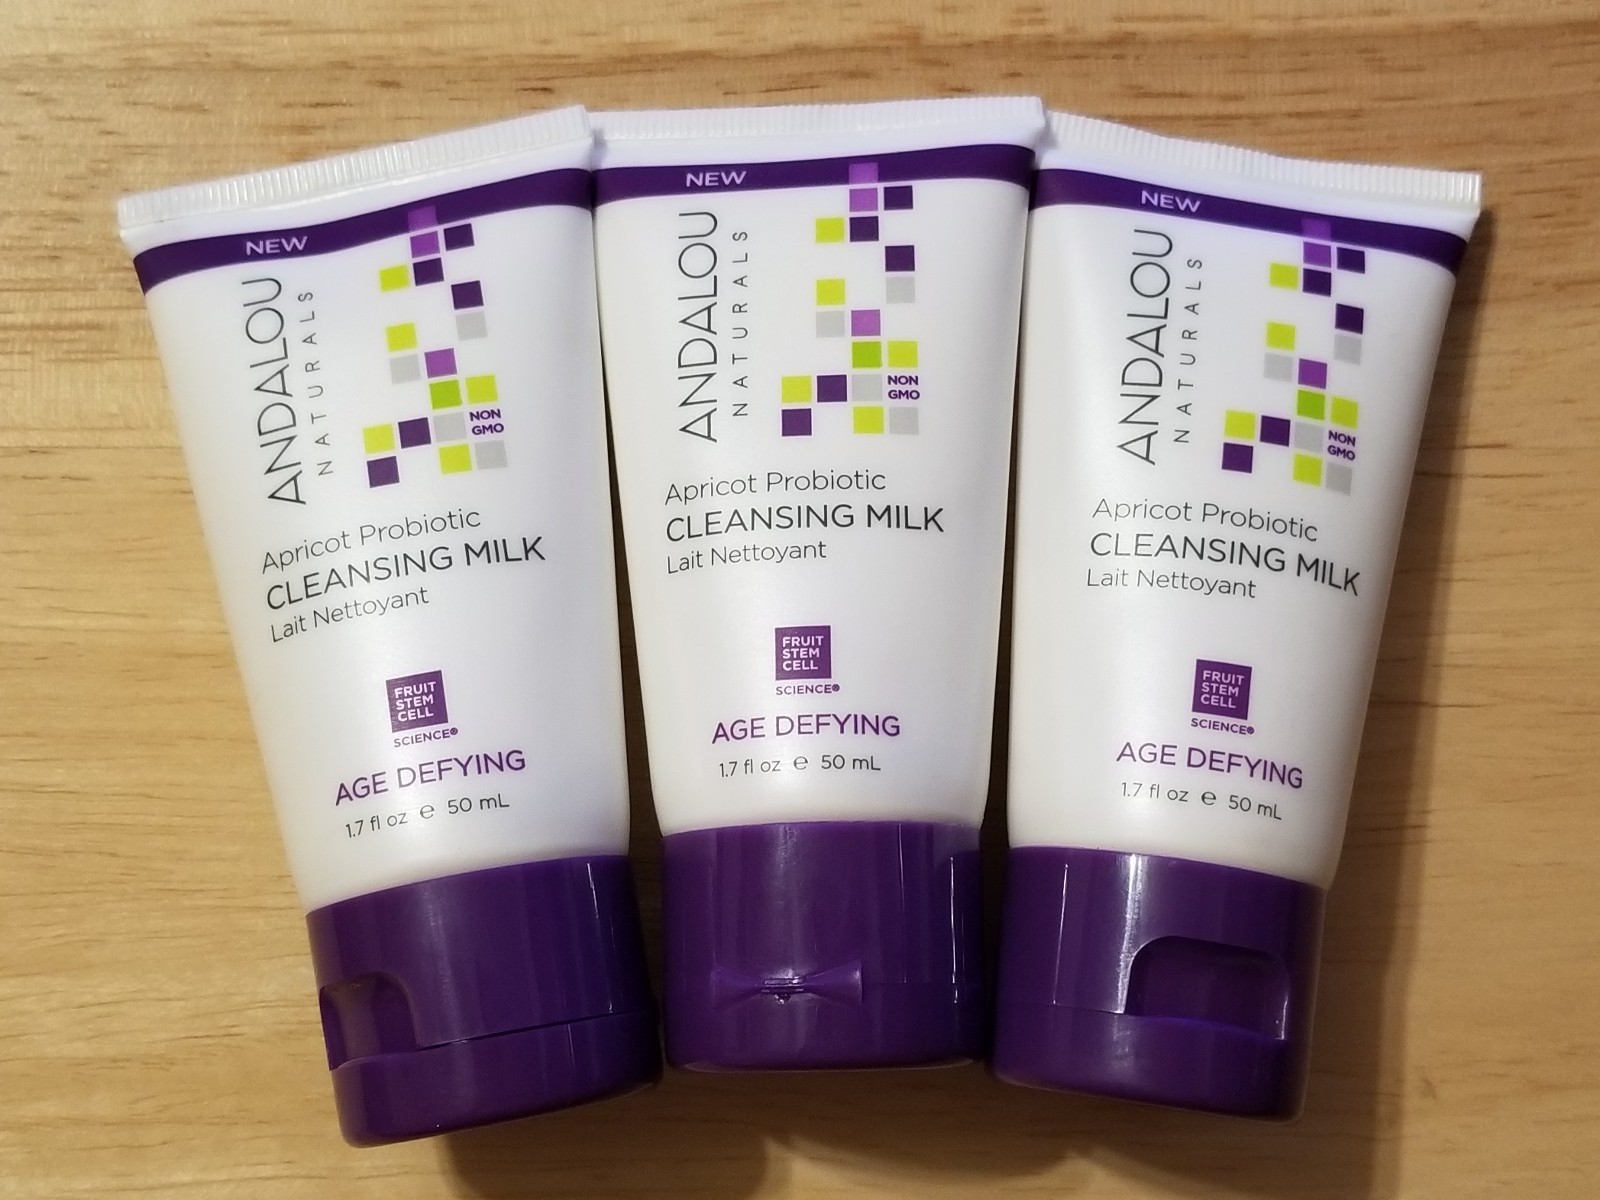 NEW
ANDALOU
NATURALS
NON
GMO
Apricot Probiotic
CLEANSING MILK
Lait Nettoyant
FRUIT
STEM
CELL
SCIENCE®
AGE DEFYING
1.7 fl oz e 50 mL
NEW
ANDALOU
NATURALS
NON
GMO
Apricot Probiotic
CLEANSING MILK
Lait Nettoyant
FRUIT
STEM
CELL
SCIENCE®
AGE DEFYING
1.7 fl oz e 50 mL
NEW
ANDALOU
NATURALS
NON
GMO
Apricot Probiotic
CLEANSING MILK
Lait Nettoyant
FRUIT
STEM
CELL
SCIENCE®
AGE DEFYING
1.7 fl oz e 50 mL